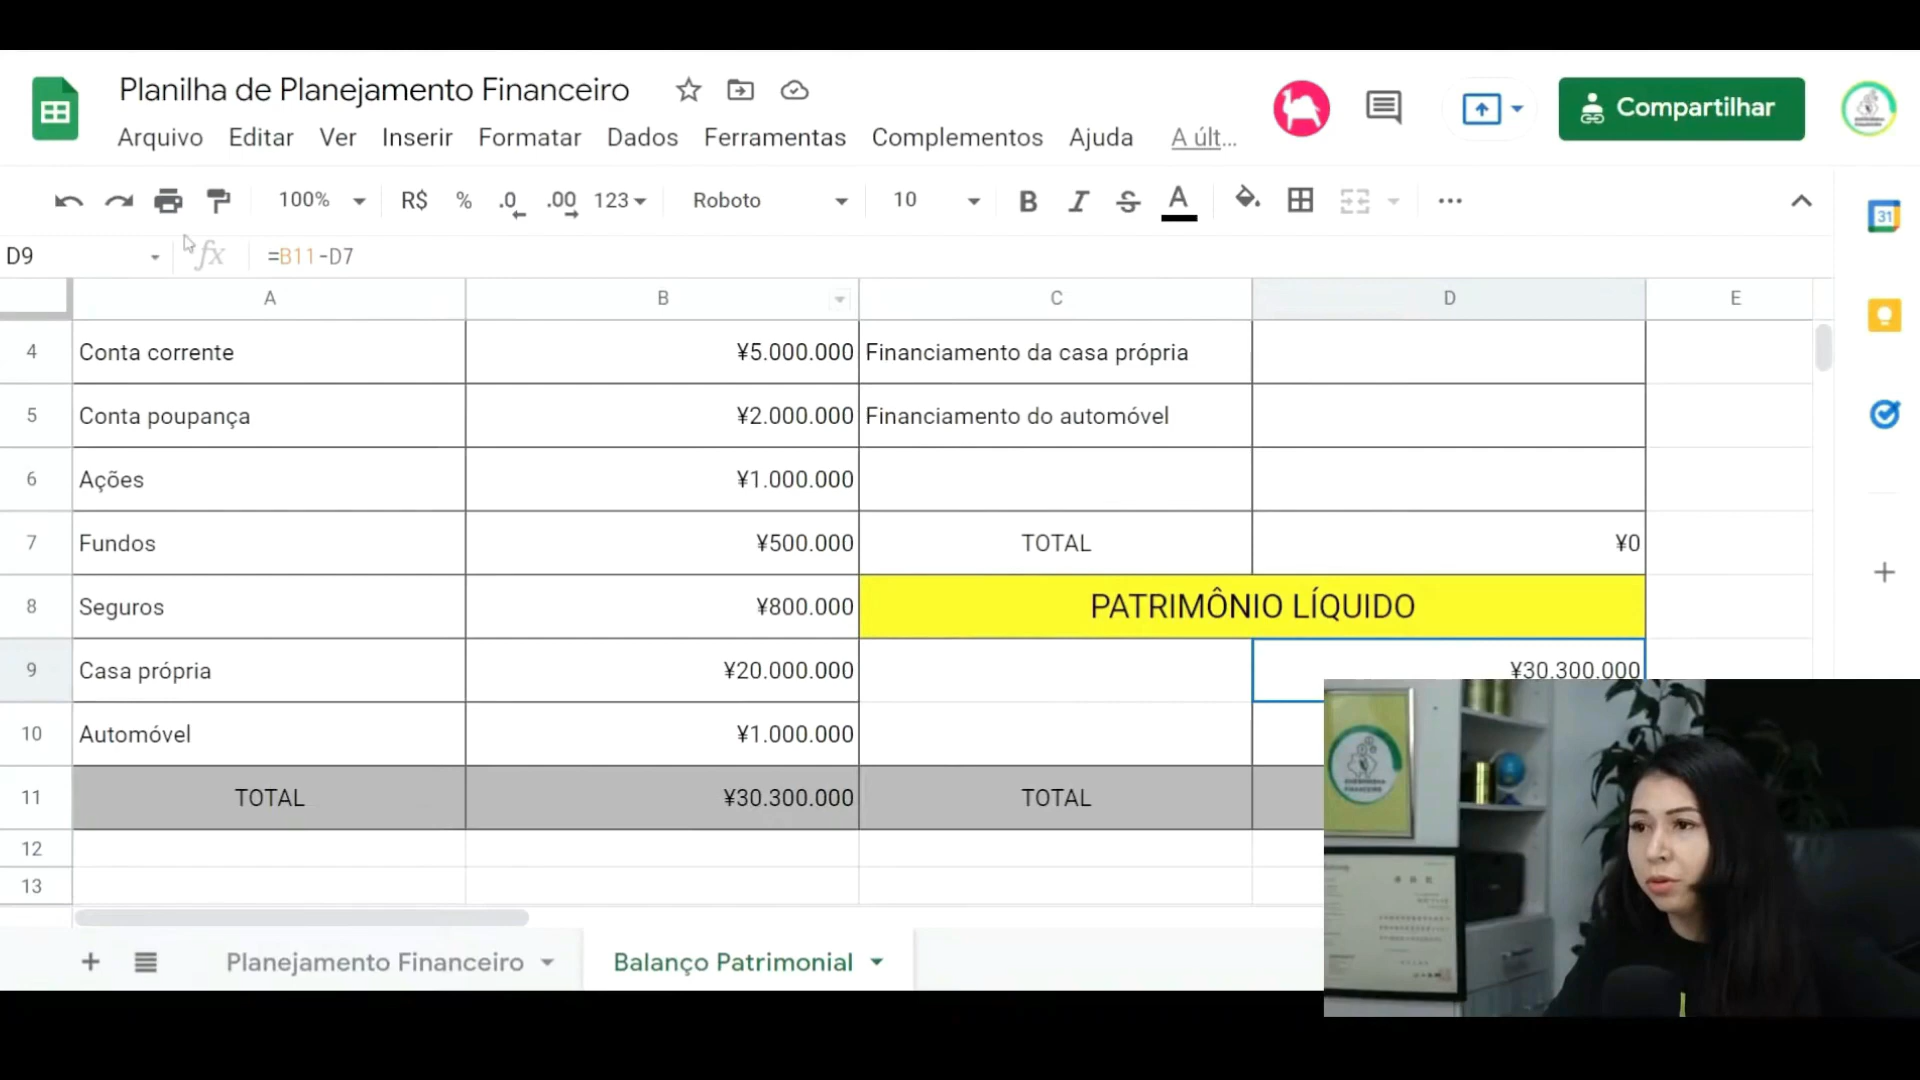 Planilha de Planejamento Financeiro
Compartilhar
Arquivo Editar Ver Inserir Formatar Dados Ferramentas Complementos Ajuda A últ...
100% R$ % .0 .00 123 Roboto 10 B I S A ...
31
D9 fx =B11-D7
A B C D E
4 Conta corrente ¥5.000.000 Financiamento da casa própria
5 Conta poupança ¥2.000.000 Financiamento do automóvel
6 Ações ¥1.000.000
7 Fundos ¥500.000 TOTAL ¥0
8 Seguros ¥800.000 PATRIMÔNIO LÍQUIDO
9 Casa própria ¥20.000.000 ¥30.300.000
10 Automóvel ¥1.000.000
11 TOTAL ¥30.300.000 TOTAL
12
13
Planejamento Financeiro Balanço Patrimonial